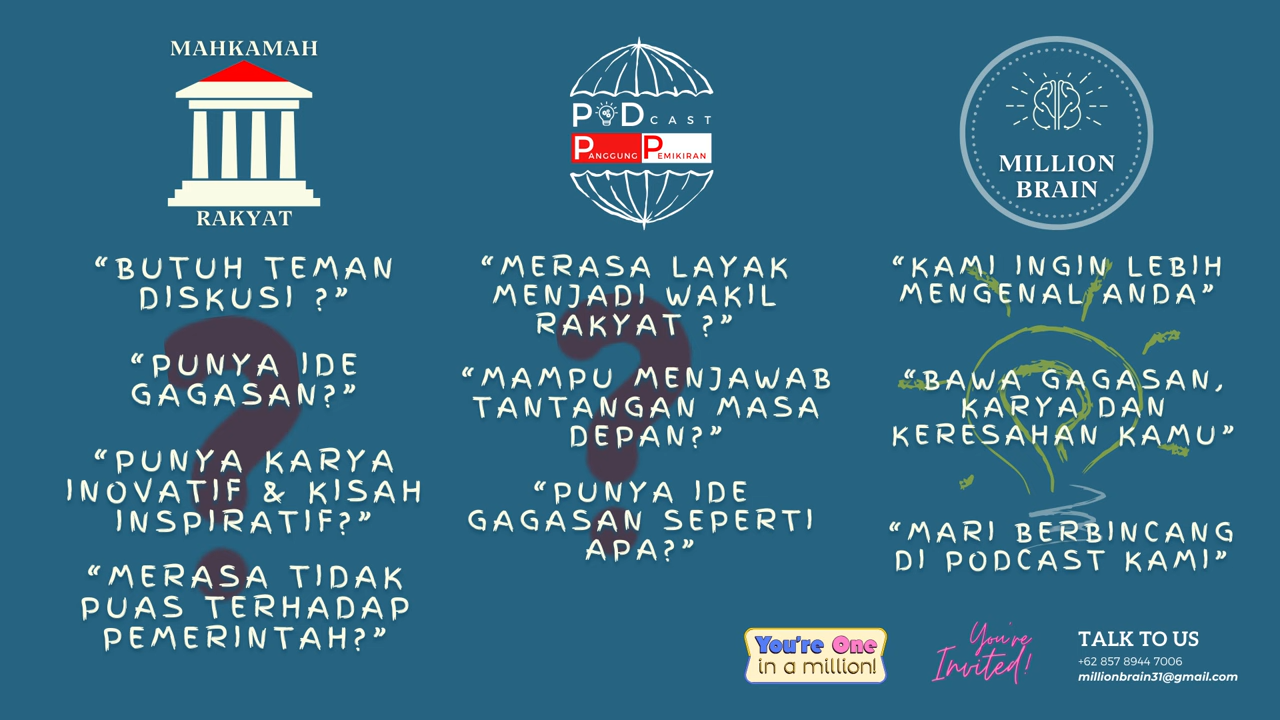 MAHKAMAH
RAKYAT
“BUTUH TEMAN
DISKUSI ?”
“PUNYA IDE
GAGASAN?”
“PUNYA KARYA
INOVATIF & KISAH
INSPIRATIF?”
“MERASA TIDAK
PUAS TERHADAP
PEMERINTAH?”
PODCAST
PANGGUNG PEMIKIRAN
“MERASA LAYAK
MENJADI WAKIL
RAKYAT ?”
“MAMPU MENJAWAB
TANTANGAN MASA
DEPAN?”
“PUNYA IDE
GAGASAN SEPERTI
APA?”
MILLION
BRAIN
“KAMI INGIN LEBIH
MENGENAL ANDA”
“BAWA GAGASAN,
KARYA DAN
KERESAHAN KAMU”
“MARI BERBINCANG
DI PODCAST KAMI”
You're One
in a million!
You're
Invited!
TALK TO US
+62 857 8944 7006
millionbrain31@gmail.com